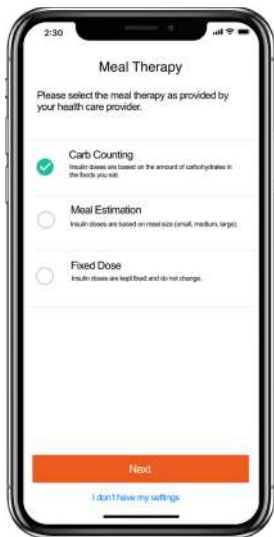 2:30
Meal Therapy
Please select the meal therapy as provided by
your health care provider.
Carb Counting
Insulin doses are based on the amount of carbohydrates in
the foods you eat.
Meal Estimation
Insulin doses are based on meal size (small, medium, large).
Fixed Dose
Insulin doses are kept fixed and do not change.
Next
I don't have my settings